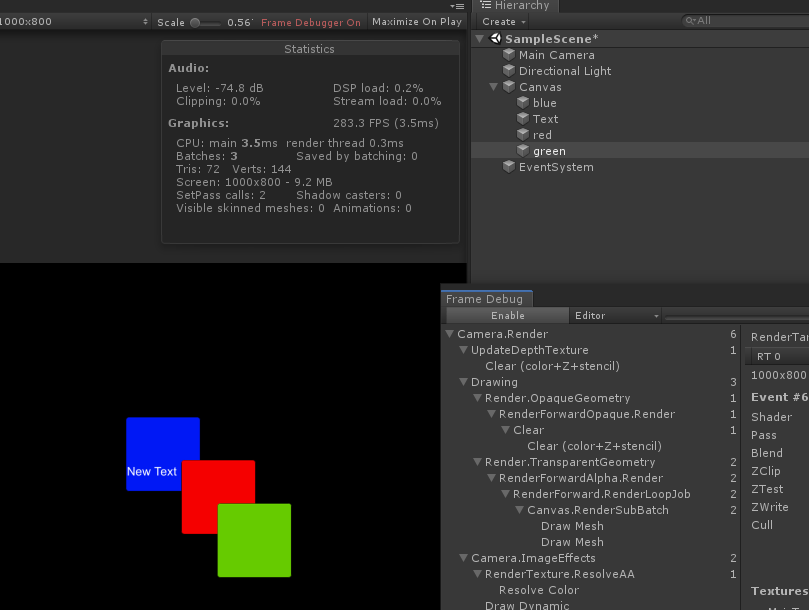 1000x800 Scale 0.56 Frame Debugger On Maximize On Play
Statistics
Audio:
Level: -74.8 dB DSP load: 0.2%
Clipping: 0.0% Stream load: 0.0%
Graphics: 283.3 FPS (3.5ms)
CPU: main 3.5ms render thread 0.3ms
Batches: 3 Saved by batching: 0
Tris: 72 Verts: 144
Screen: 1000x800 - 9.2 MB
SetPass calls: 2 Shadow casters: 0
Visible skinned meshes: 0 Animations: 0
Hierarchy
Create All
SampleScene*
Main Camera
Directional Light
Canvas
blue
Text
red
green
EventSystem
New Text
Frame Debug
Enable Editor
Camera.Render 6
UpdateDepthTexture 1
Clear (color+Z+stencil)
Drawing 3
Render.OpaqueGeometry 1
RenderForwardOpaque.Render 1
Clear 1
Clear (color+Z+stencil)
Render.TransparentGeometry 2
RenderForwardAlpha.Render 2
RenderForward.RenderLoopJob 2
Canvas.RenderSubBatch 2
Draw Mesh
Draw Mesh
Camera.ImageEffects 2
RenderTexture.ResolveAA 1
Resolve Color
Draw Dynamic
RenderTar
RT 0
1000x800
Event #6
Shader
Pass
Blend
ZClip
ZTest
ZWrite
Cull
Textures